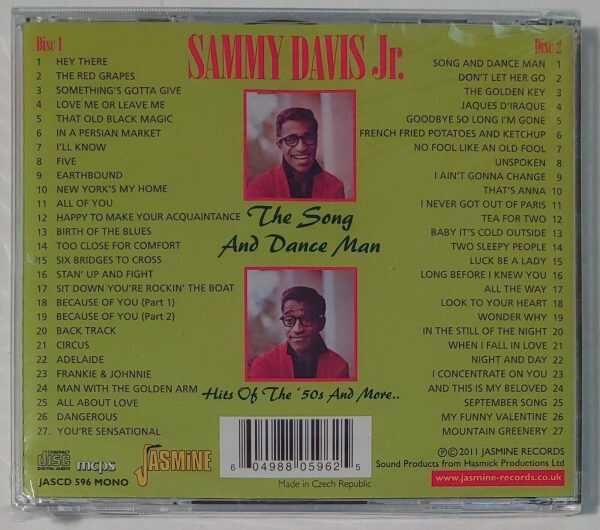 SAMMY DAVIS Jr.
Disc 1
1 HEY THERE
2 THE RED GRAPES
3 SOMETHING'S GOTTA GIVE
4 LOVE ME OR LEAVE ME
5 THAT OLD BLACK MAGIC
6 IN A PERSIAN MARKET
7 I'LL KNOW
8 FIVE
9 EARTHBOUND
10 NEW YORK'S MY HOME
11 ALL OF YOU
12 HAPPY TO MAKE YOUR ACQUAINTANCE
13 BIRTH OF THE BLUES
14 TOO CLOSE FOR COMFORT
15 SIX BRIDGES TO CROSS
16 STAN' UP AND FIGHT
17 SIT DOWN YOU'RE ROCKIN' THE BOAT
18 BECAUSE OF YOU (Part 1)
19 BECAUSE OF YOU (Part 2)
20 BACK TRACK
21 CIRCUS
22 ADELAIDE
23 FRANKIE & JOHNNIE
24 MAN WITH THE GOLDEN ARM
25 ALL ABOUT LOVE
26 DANGEROUS
27. YOU'RE SENSATIONAL
The Song
And Dance Man
Hits Of The '50s And More..
Disc 2
SONG AND DANCE MAN 1
DON'T LET HER GO 2
THE GOLDEN KEY 3
JAQUES D'IRAQUE 4
GOODBYE SO LONG I'M GONE 5
FRENCH FRIED POTATOES AND KETCHUP 6
NO FOOL LIKE AN OLD FOOL 7
UNSPOKEN 8
I AIN'T GONNA CHANGE 9
THAT'S ANNA 10
I NEVER GOT OUT OF PARIS 11
TEA FOR TWO 12
BABY IT'S COLD OUTSIDE 13
TWO SLEEPY PEOPLE 14
LUCK BE A LADY 15
LONG BEFORE I KNEW YOU 16
ALL THE WAY 17
LOOK TO YOUR HEART 18
WONDER WHY 19
IN THE STILL OF THE NIGHT 20
WHEN I FALL IN LOVE 21
NIGHT AND DAY 22
I CONCENTRATE ON YOU 23
AND THIS IS MY BELOVED 24
SEPTEMBER SONG 25
MY FUNNY VALENTINE 26
MOUNTAIN GREENERY 27
COMPACT
disc
DIGITAL AUDIO
mcps
JASMINE
JASCD 596 MONO
6 04988 05962 5
Made in Czech Republic
℗©2011 JASMINE RECORDS
Sound Products from Hasmick Productions Ltd
www.jasmine-records.co.uk